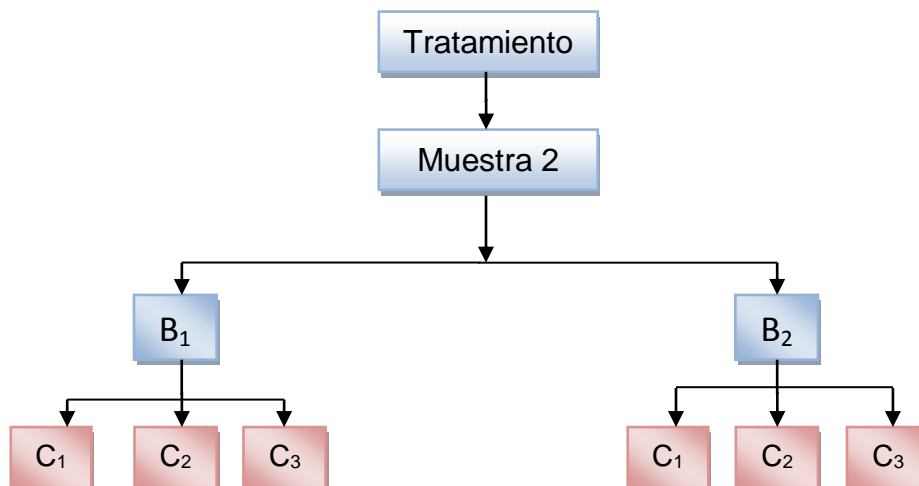 Tratamiento
Muestra 2
B₁ B₂
C₁ C₂ C₃ C₁ C₂ C₃